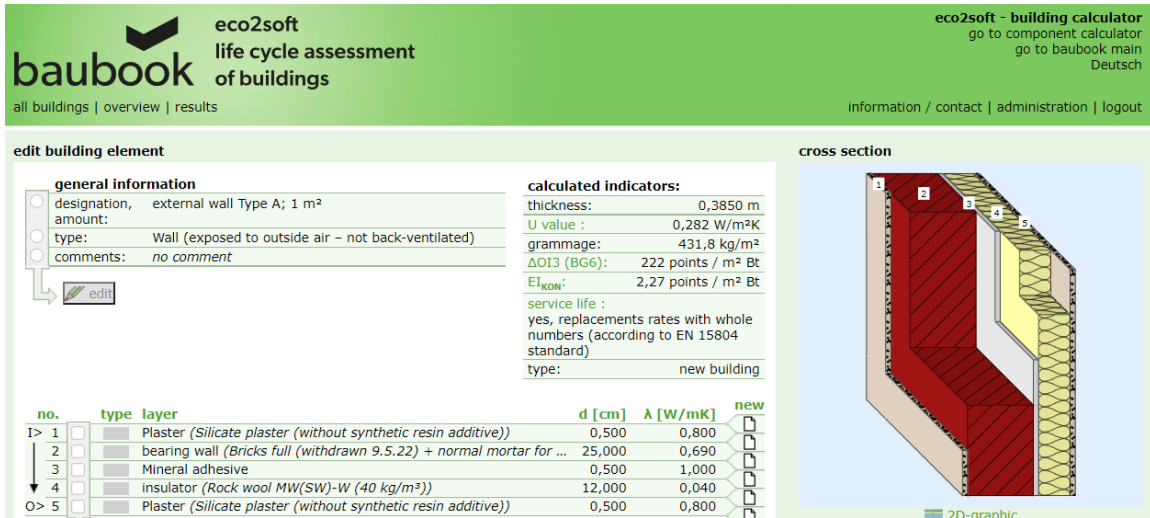 baubook
eco2soft
life cycle assessment
of buildings
eco2soft - building calculator
go to component calculator
go to baubook main
Deutsch
all buildings | overview | results
information / contact | administration | logout
edit building element
general information
designation, amount: external wall Type A; 1 m²
type: Wall (exposed to outside air – not back-ventilated)
comments: no comment
edit
calculated indicators:
thickness: 0,3850 m
U value : 0,282 W/m²K
grammage: 431,8 kg/m²
ΔOI3 (BG6): 222 points / m² Bt
EIKON: 2,27 points / m² Bt
service life :
yes, replacements rates with whole
numbers (according to EN 15804
standard)
type: new building
no. type layer d [cm] λ [W/mK] new
I> 1 Plaster (Silicate plaster (without synthetic resin additive)) 0,500 0,800
2 bearing wall (Bricks full (withdrawn 9.5.22) + normal mortar for ... 25,000 0,690
3 Mineral adhesive 0,500 1,000
4 insulator (Rock wool MW(SW)-W (40 kg/m³)) 12,000 0,040
O> 5 Plaster (Silicate plaster (without synthetic resin additive)) 0,500 0,800
cross section
1
2
3
4
5
2D-graphic